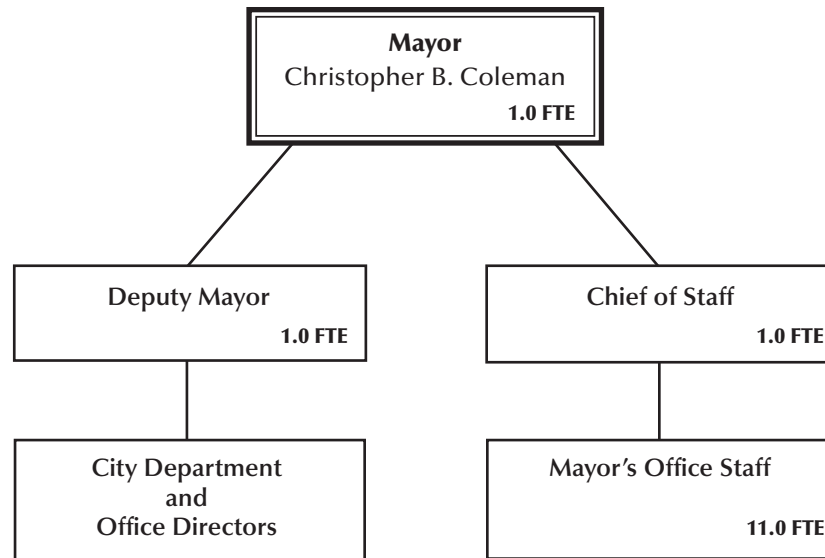 Mayor
Christopher B. Coleman
1.0 FTE
Deputy Mayor
1.0 FTE
Chief of Staff
1.0 FTE
City Department
and
Office Directors
Mayor’s Office Staff
11.0 FTE